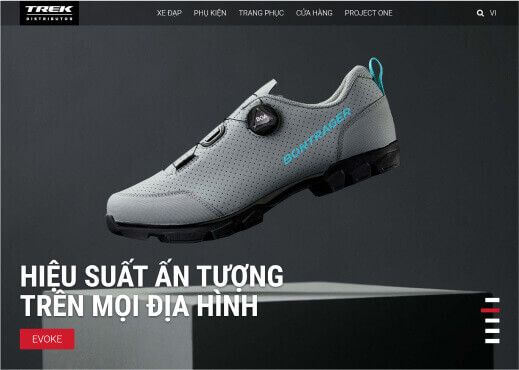 TREK
DISTRIBUTOR
XE ĐẠP PHỤ KIỆN TRANG PHỤC CỬA HÀNG PROJECT ONE
VI
BOA
BONTRAGER
HIỆU SUẤT ẤN TƯỢNG
TRÊN MỌI ĐỊA HÌNH
EVOKE